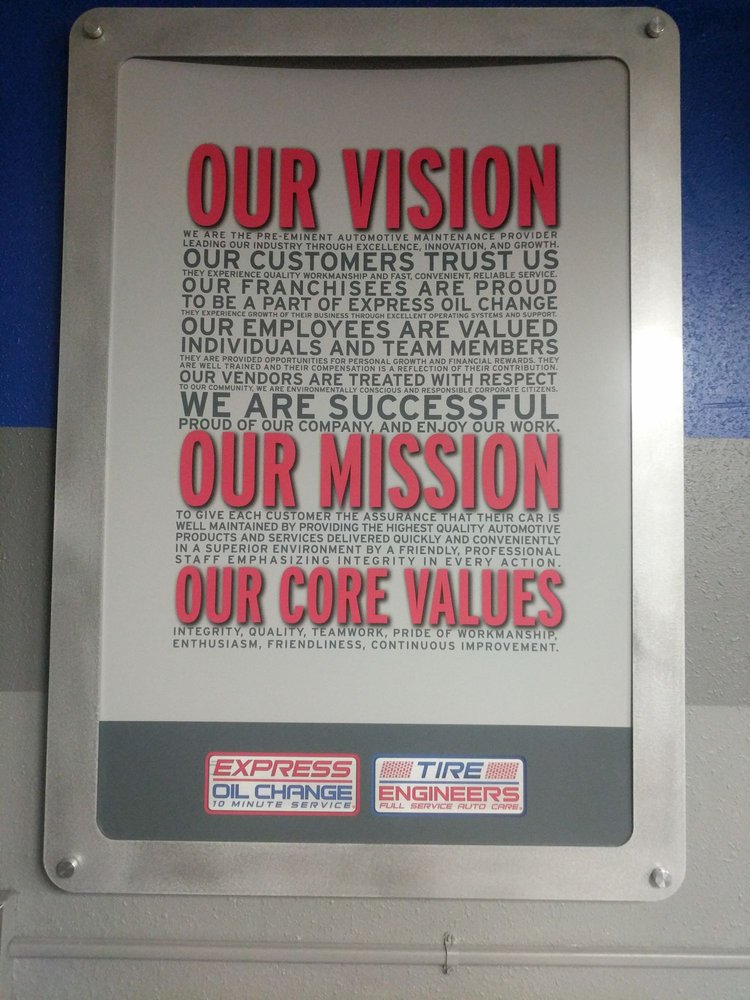 OUR VISION
WE ARE THE PRE-EMINENT AUTOMOTIVE MAINTENANCE PROVIDER
LEADING OUR INDUSTRY THROUGH EXCELLENCE, INNOVATION, AND GROWTH.
OUR CUSTOMERS TRUST US
THEY EXPERIENCE QUALITY WORKMANSHIP AND FAST, CONVENIENT, RELIABLE SERVICE.
OUR FRANCHISEES ARE PROUD
TO BE A PART OF EXPRESS OIL CHANGE
THEY EXPERIENCE GROWTH OF THEIR BUSINESS THROUGH EXCELLENT OPERATING SYSTEMS AND SUPPORT.
OUR EMPLOYEES ARE VALUED
INDIVIDUALS AND TEAM MEMBERS
THEY ARE PROVIDED OPPORTUNITIES FOR PERSONAL GROWTH AND FINANCIAL REWARDS. THEY
ARE WELL TRAINED AND THEIR COMPENSATION IS A REFLECTION OF THEIR CONTRIBUTION.
OUR VENDORS ARE TREATED WITH RESPECT
TO OUR COMMUNITY, WE ARE ENVIRONMENTALLY CONSCIOUS AND RESPONSIBLE CORPORATE CITIZENS.
WE ARE SUCCESSFUL
PROUD OF OUR COMPANY, AND ENJOY OUR WORK.
OUR MISSION
TO GIVE EACH CUSTOMER THE ASSURANCE THAT THEIR CAR IS
WELL MAINTAINED BY PROVIDING THE HIGHEST QUALITY AUTOMOTIVE
PRODUCTS AND SERVICES DELIVERED QUICKLY AND CONVENIENTLY
IN A SUPERIOR ENVIRONMENT BY A FRIENDLY, PROFESSIONAL
STAFF EMPHASIZING INTEGRITY IN EVERY ACTION.
OUR CORE VALUES
INTEGRITY, QUALITY, TEAMWORK, PRIDE OF WORKMANSHIP,
ENTHUSIASM, FRIENDLINESS, CONTINUOUS IMPROVEMENT.
EXPRESS
OIL CHANGE
10 MINUTE SERVICE®
TIRE
ENGINEERS
FULL SERVICE AUTO CARE®